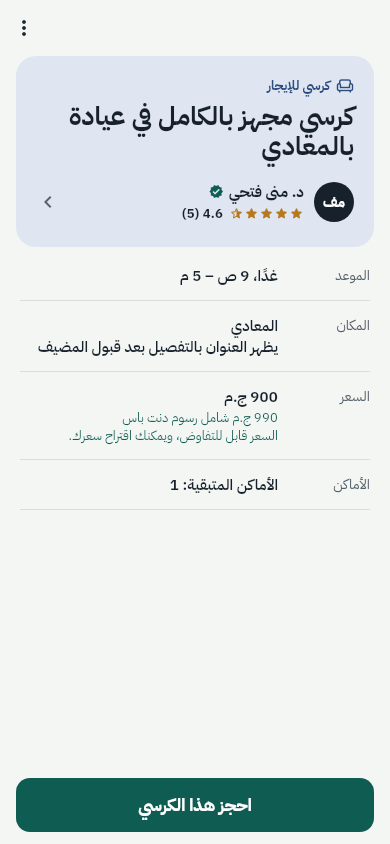 كرسي للإيجار
كرسي مجهز بالكامل في عيادة
بالمعادي
مف
د. منى فتحي
4.6 (5)
الموعد
غدًا، 9 ص – 5 م
المكان
المعادي
يظهر العنوان بالتفصيل بعد قبول المضيف
السعر
900 ج.م
990 ج.م شامل رسوم دنت باس
السعر قابل للتفاوض، ويمكنك اقتراح سعرك.
الأماكن
الأماكن المتبقية: 1
احجز هذا الكرسي